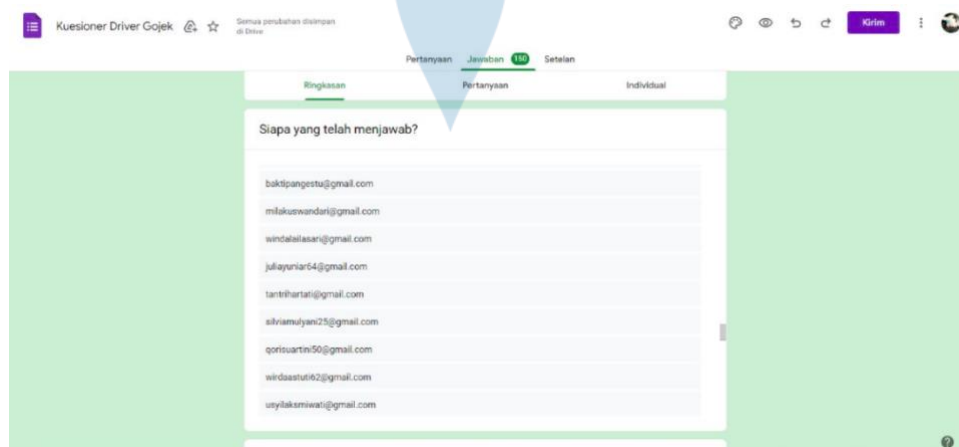 Kuesioner Driver Gojek
Semua perubahan disimpan
di Drive
Kirim
Pertanyaan Jawaban 150 Setelan
Ringkasan Pertanyaan Individual
Siapa yang telah menjawab?
baktipangestu@gmail.com
milakuswandari@gmail.com
windalailasari@gmail.com
juliayuniar64@gmail.com
tantrihartati@gmail.com
silviamulyani25@gmail.com
qorisuartini50@gmail.com
wirdaastuti62@gmail.com
usyilaksmiwati@gmail.com